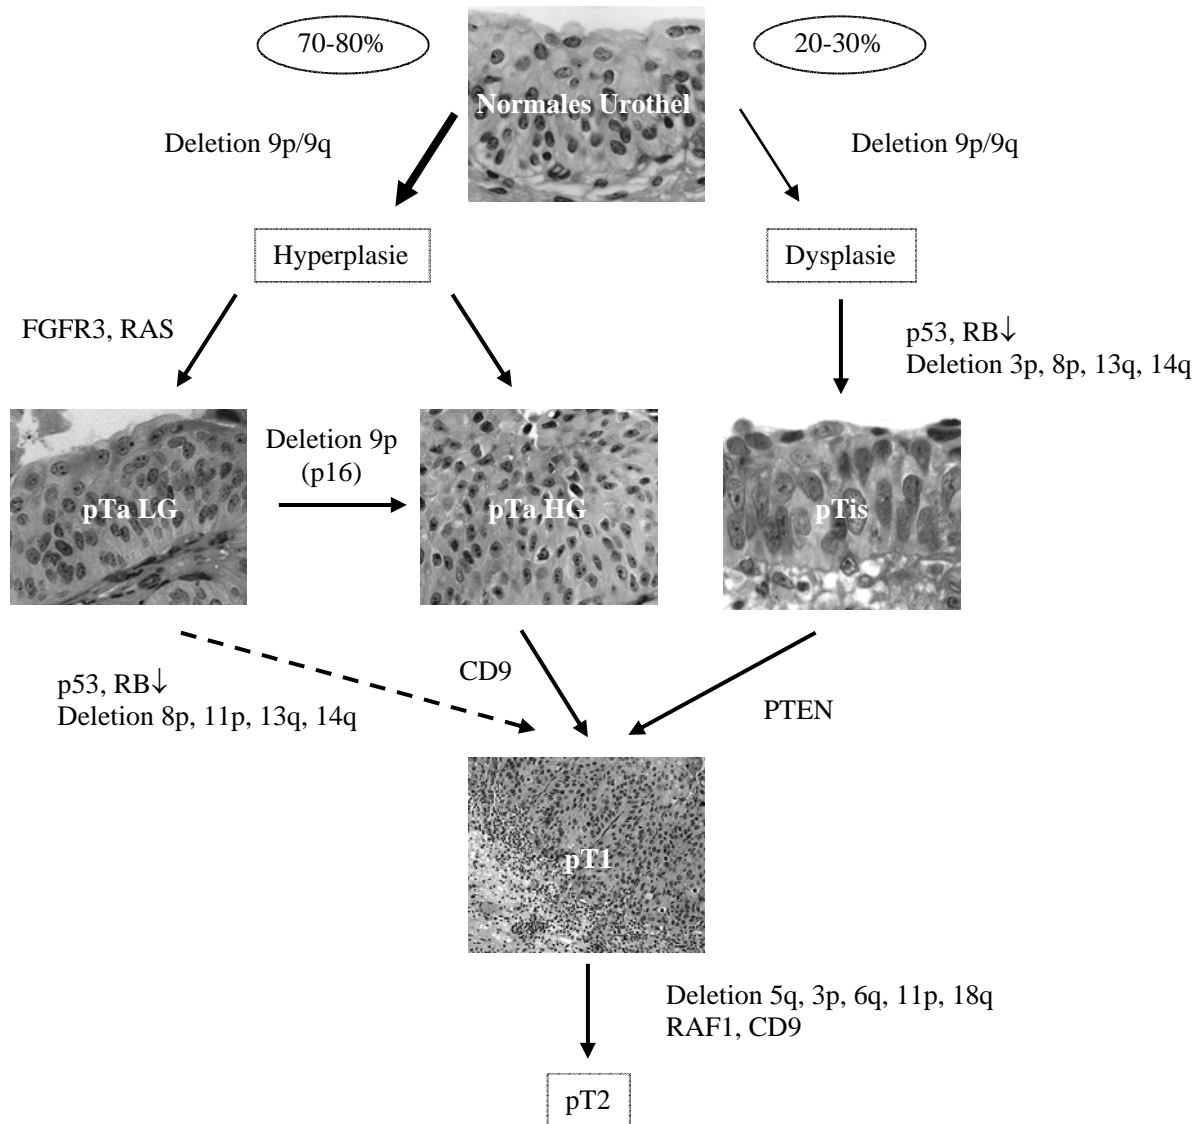 70-80%
20-30%
Normales Urothel
Deletion 9p/9q
Deletion 9p/9q
Hyperplasie
Dysplasie
FGFR3, RAS
p53, RB↓
Deletion 3p, 8p, 13q, 14q
Deletion 9p
(p16)
pTa LG
pTa HG
pTis
p53, RB↓
Deletion 8p, 11p, 13q, 14q
CD9
PTEN
pT1
Deletion 5q, 3p, 6q, 11p, 18q
RAF1, CD9
pT2